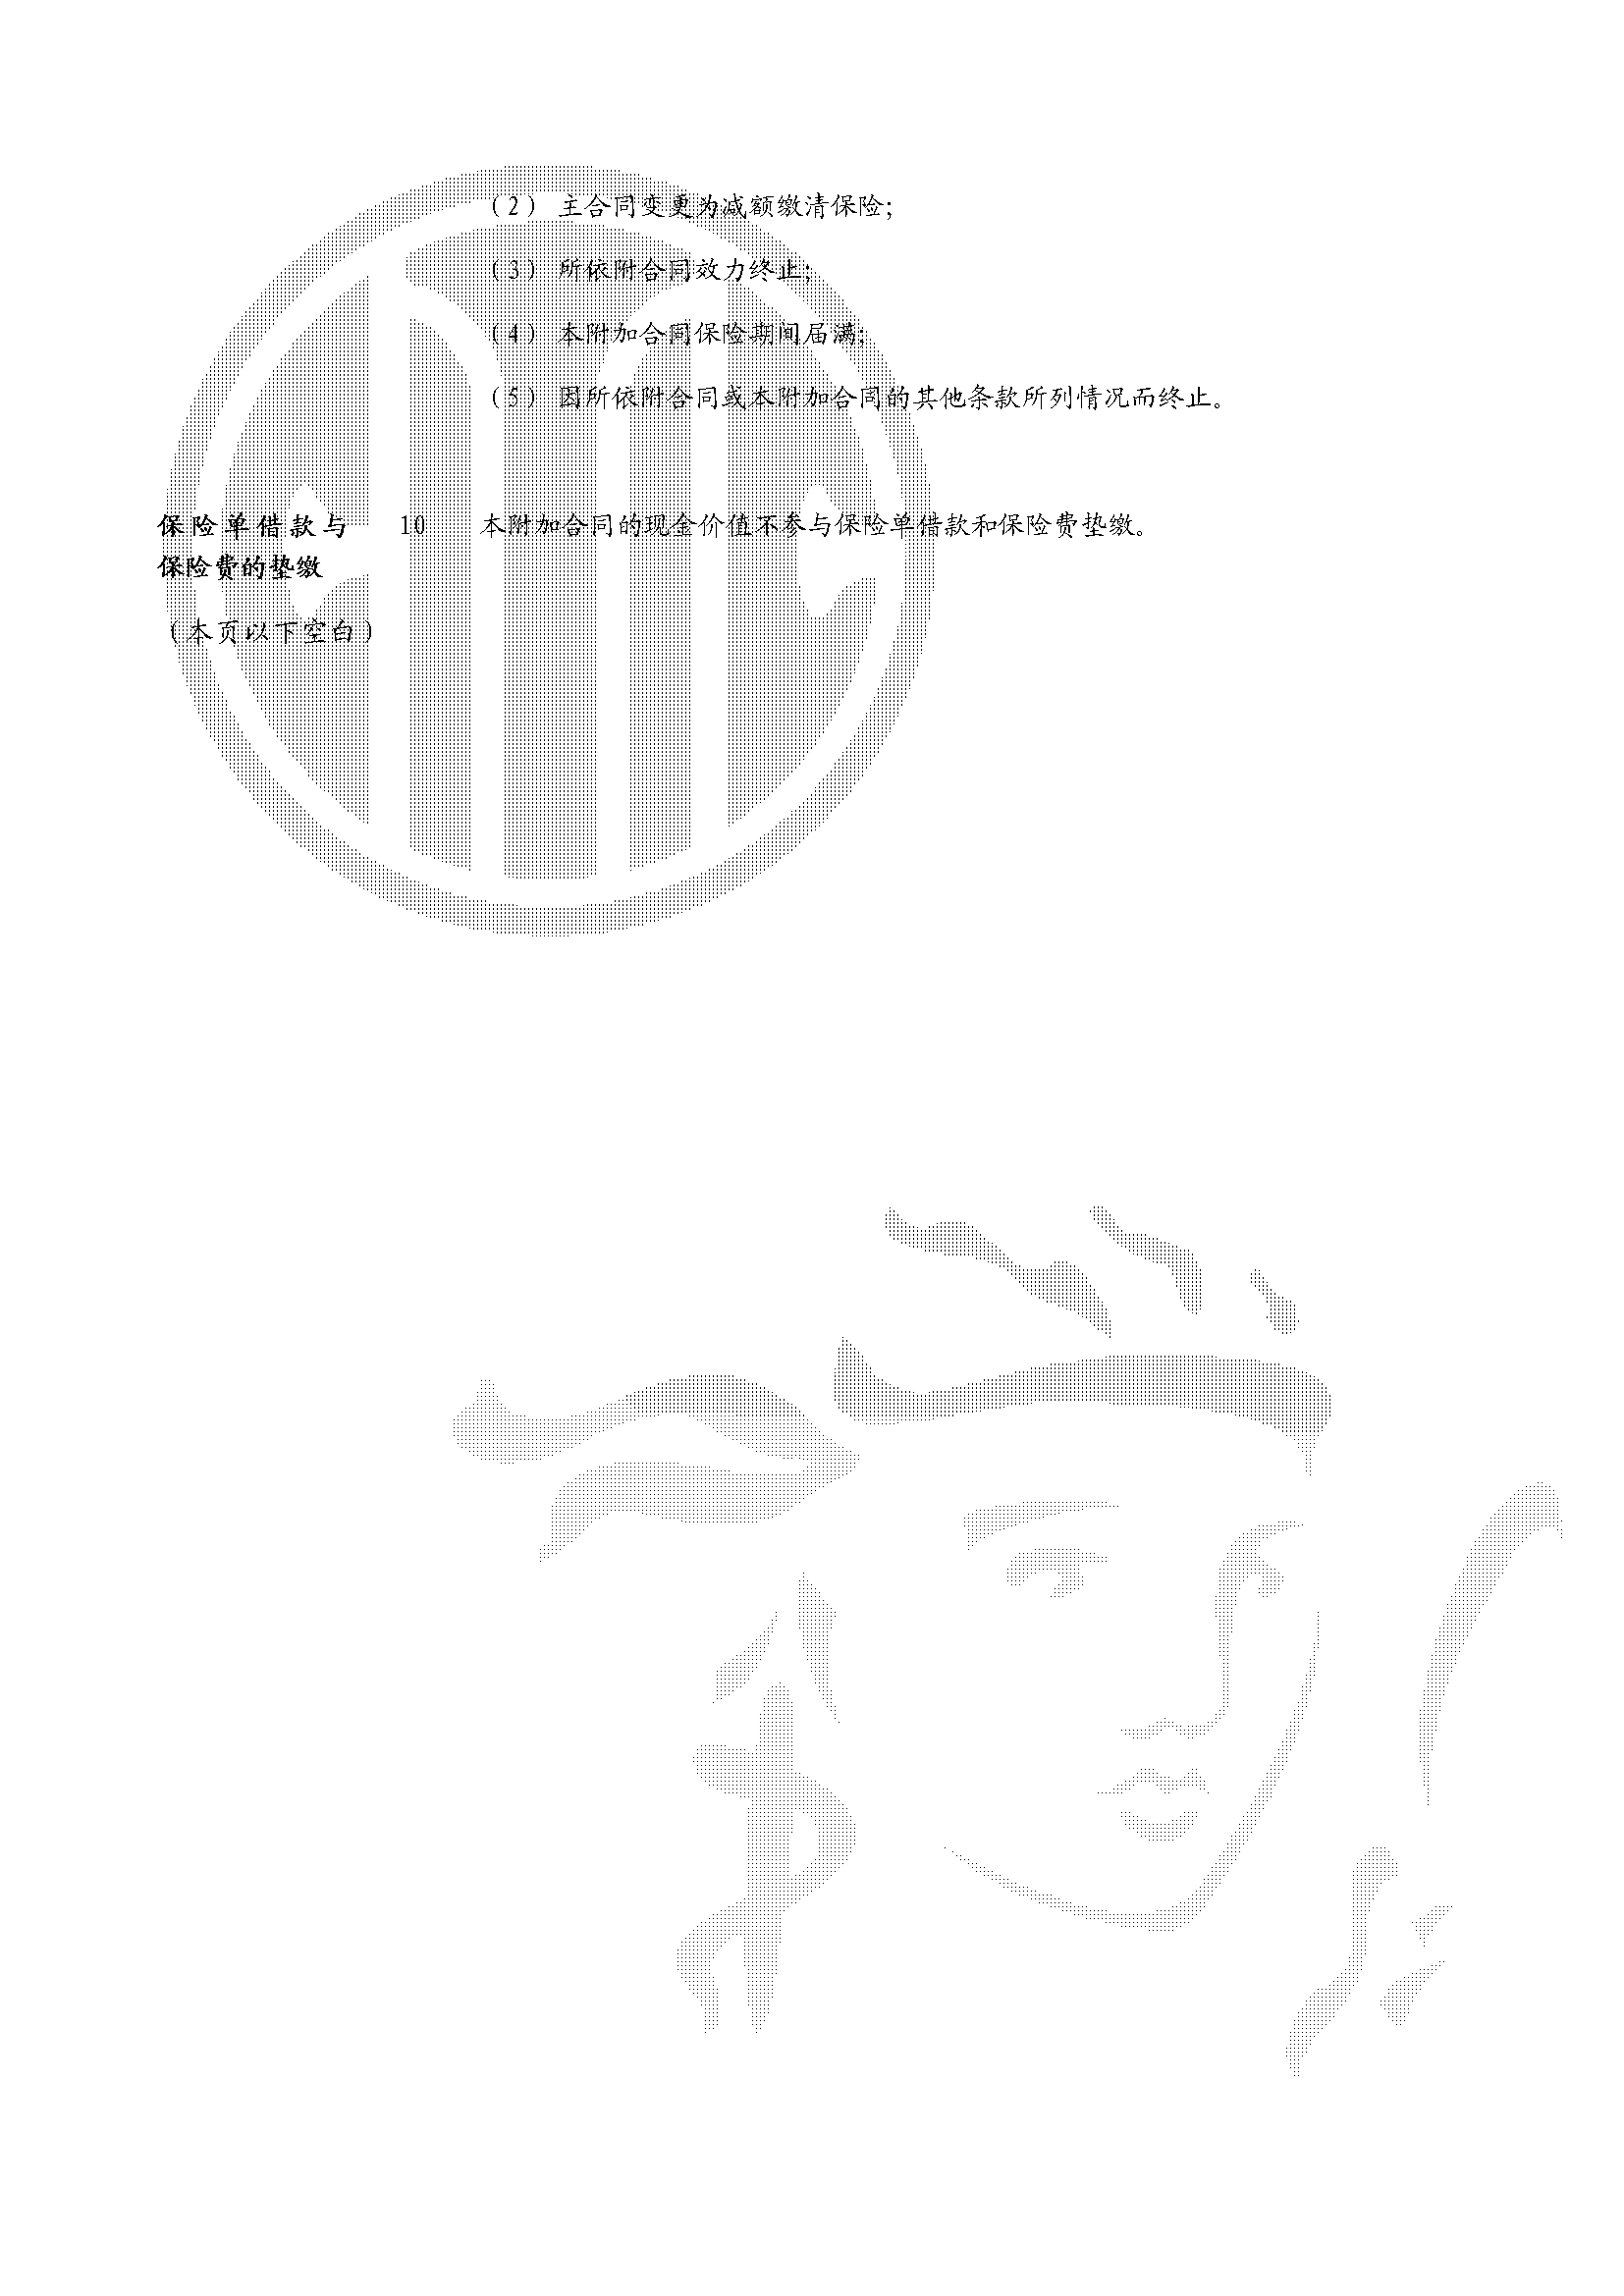 （2） 主合同变更为减额缴清保险；
（3） 所依附合同效力终止；
（4） 本附加合同保险期间届满；
（5） 因所依附合同或本附加合同的其他条款所列情况而终止。
保险单借款与 10 本附加合同的现金价值不参与保险单借款和保险费垫缴。
保险费的垫缴
（本页以下空白）